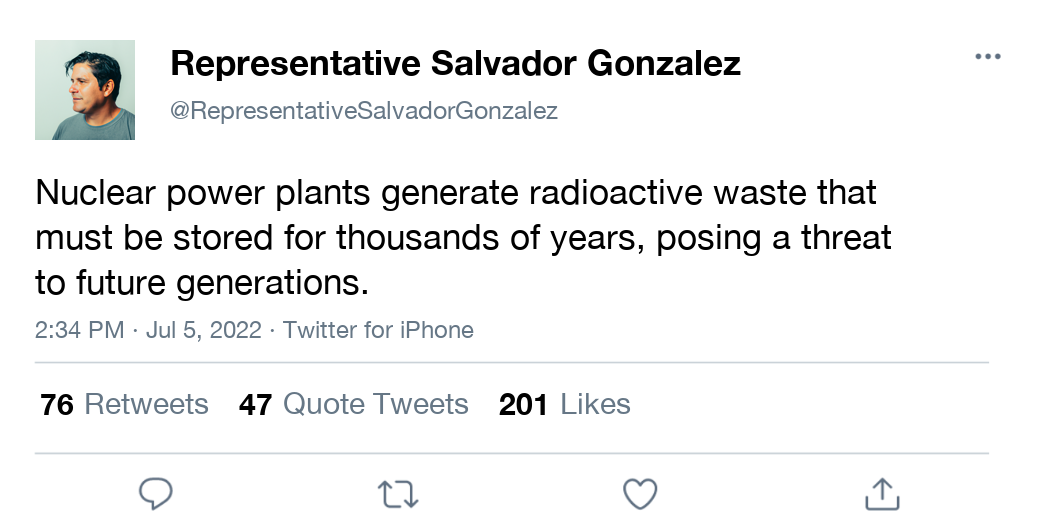 Representative Salvador Gonzalez
@RepresentativeSalvadorGonzalez
Nuclear power plants generate radioactive waste that
must be stored for thousands of years, posing a threat
to future generations.
2:34 PM · Jul 5, 2022 · Twitter for iPhone
76 Retweets 47 Quote Tweets 201 Likes